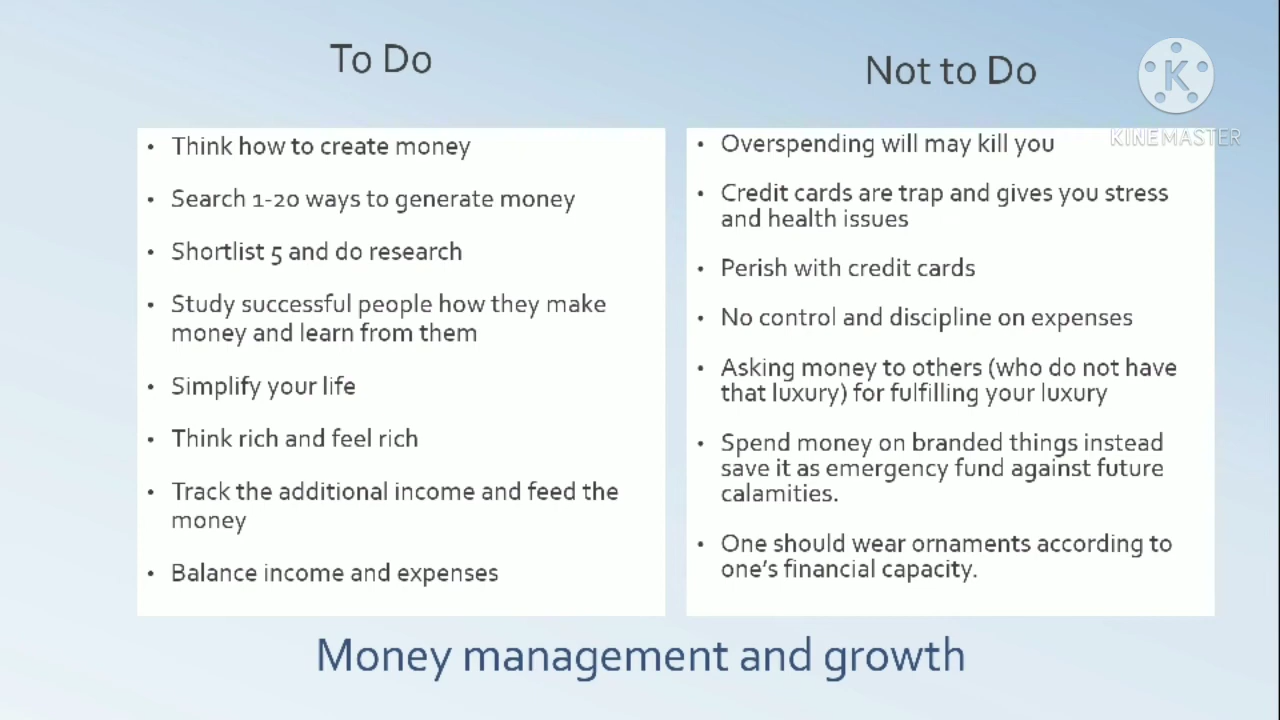 To Do
Think how to create money
Search 1-20 ways to generate money
Shortlist 5 and do research
Study successful people how they make
money and learn from them
Simplify your life
Think rich and feel rich
Track the additional income and feed the
money
Balance income and expenses
Not to Do
K
KINEMASTER
Overspending will may kill you
Credit cards are trap and gives you stress
and health issues
Perish with credit cards
No control and discipline on expenses
Asking money to others (who do not have
that luxury) for fulfilling your luxury
Spend money on branded things instead
save it as emergency fund against future
calamities.
One should wear ornaments according to
one's financial capacity.
Money management and growth